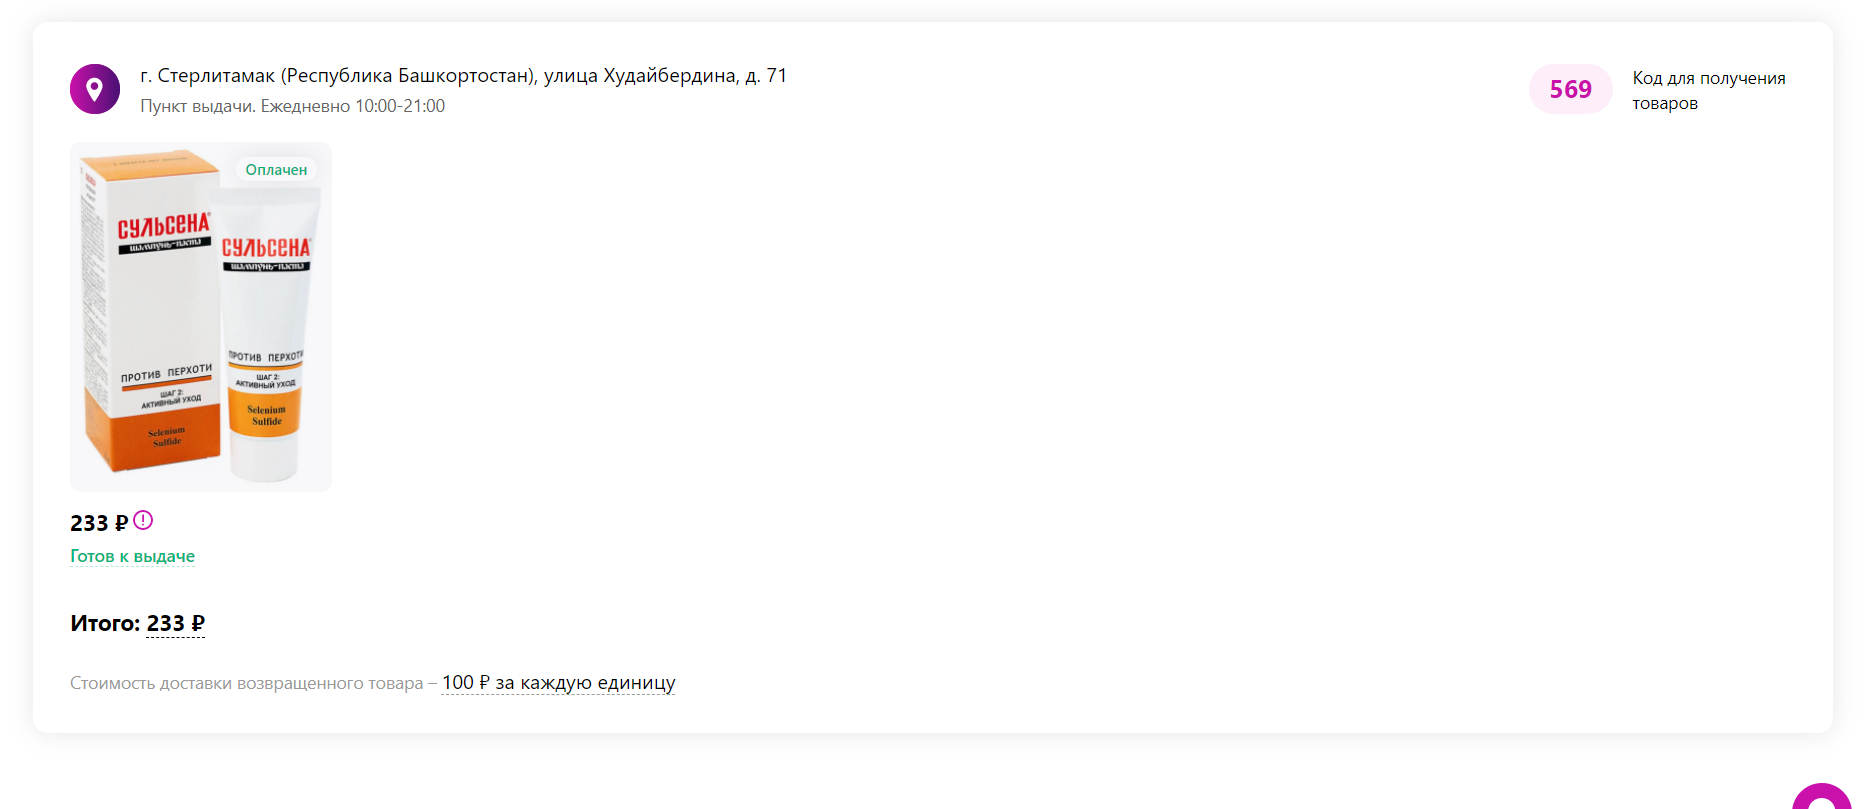 г. Стерлитамак (Республика Башкортостан), улица Худайбердина, д. 71
Пункт выдачи. Ежедневно 10:00-21:00
569
Код для получения
товаров
Оплачен
СУЛЬСЕНА®
шампунь-паста
ПРОТИВ ПЕРХОТИ
ШАГ 2:
АКТИВНЫЙ УХОД
Selenium
Sulfide
СУЛЬСЕНА®
шампунь-паста
ПРОТИВ ПЕРХОТИ
ШАГ 2:
АКТИВНЫЙ УХОД
Selenium
Sulfide
233 ₽
Готов к выдаче
Итого: 233 ₽
Стоимость доставки возвращенного товара – 100 ₽ за каждую единицу